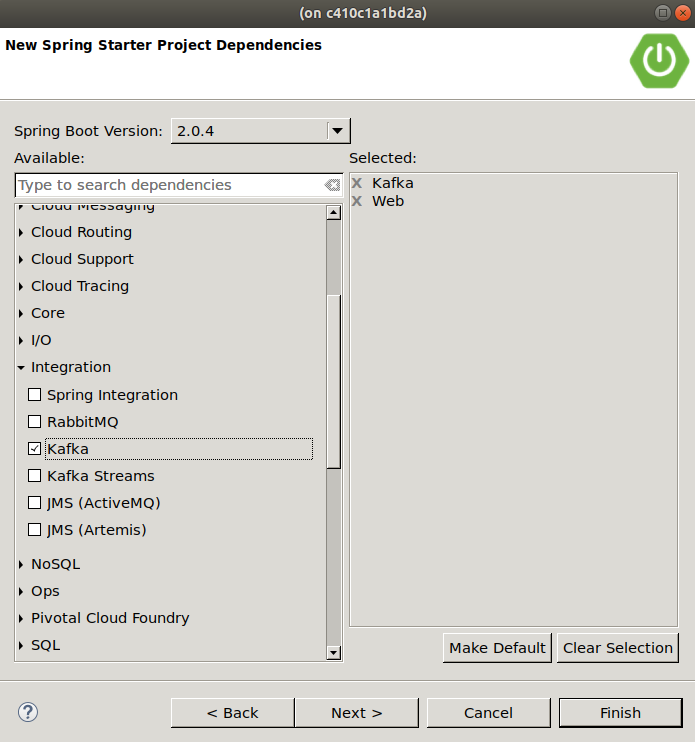 (on c410c1a1bd2a)
New Spring Starter Project Dependencies
Spring Boot Version: 2.0.4
Available:
Selected:
Type to search dependencies
Kafka
Web
Cloud Messaging
Cloud Routing
Cloud Support
Cloud Tracing
Core
I/O
Integration
Spring Integration
RabbitMQ
Kafka
Kafka Streams
JMS (ActiveMQ)
JMS (Artemis)
NoSQL
Ops
Pivotal Cloud Foundry
SQL
Make Default
Clear Selection
?
< Back
Next >
Cancel
Finish